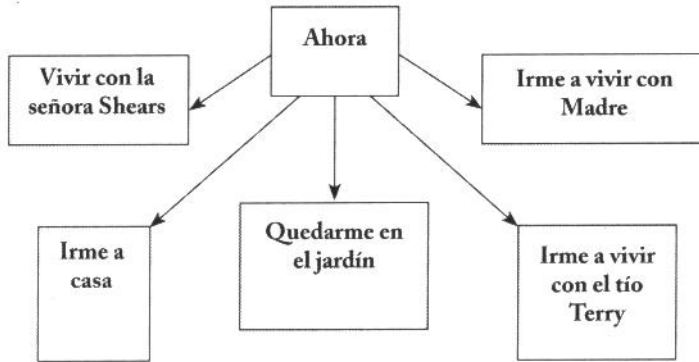 Ahora
Vivir con la
señora Shears
Irme a vivir con
Madre
Irme a
casa
Quedarme en
el jardín
Irme a vivir
con el tío
Terry